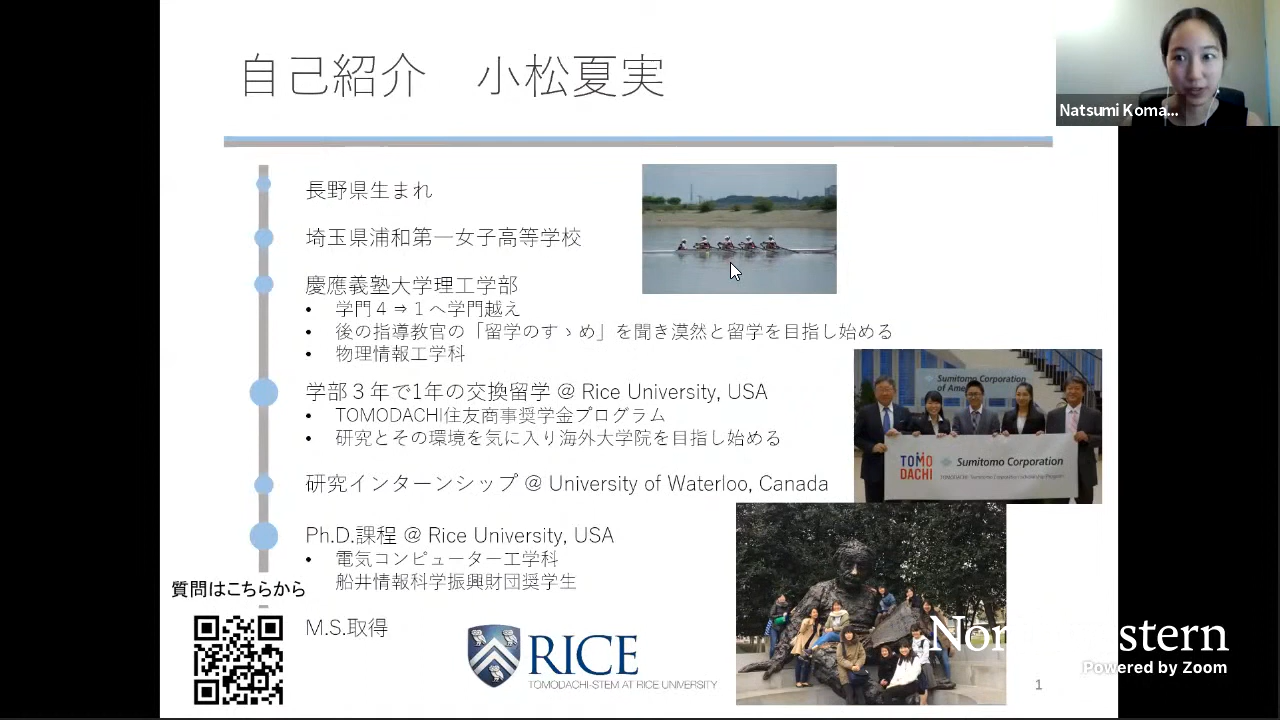 自己紹介　小松夏実
Natsumi Koma...
長野県生まれ
埼玉県浦和第一女子高等学校
慶應義塾大学理工学部
• 学門４⇒１へ学門越え
• 後の指導教官の「留学のすゝめ」を聞き漠然と留学を目指し始める
• 物理情報工学科
学部３年で1年の交換留学 @ Rice University, USA
• TOMODACHI住友商事奨学金プログラム
• 研究とその環境を気に入り海外大学院を目指し始める
Sumitomo Corporation
of Ame
TOMO
DACHI
Sumitomo Corporation
研究インターンシップ @ University of Waterloo, Canada
Ph.D.課程 @ Rice University, USA
• 電気コンピューター工学科
船井情報科学振興財団奨学生
質問はこちらから
M.S.取得
RICE
TOMODACHI-STEM AT RICE UNIVERSITY
Nor stern
Powered by Zoom
1